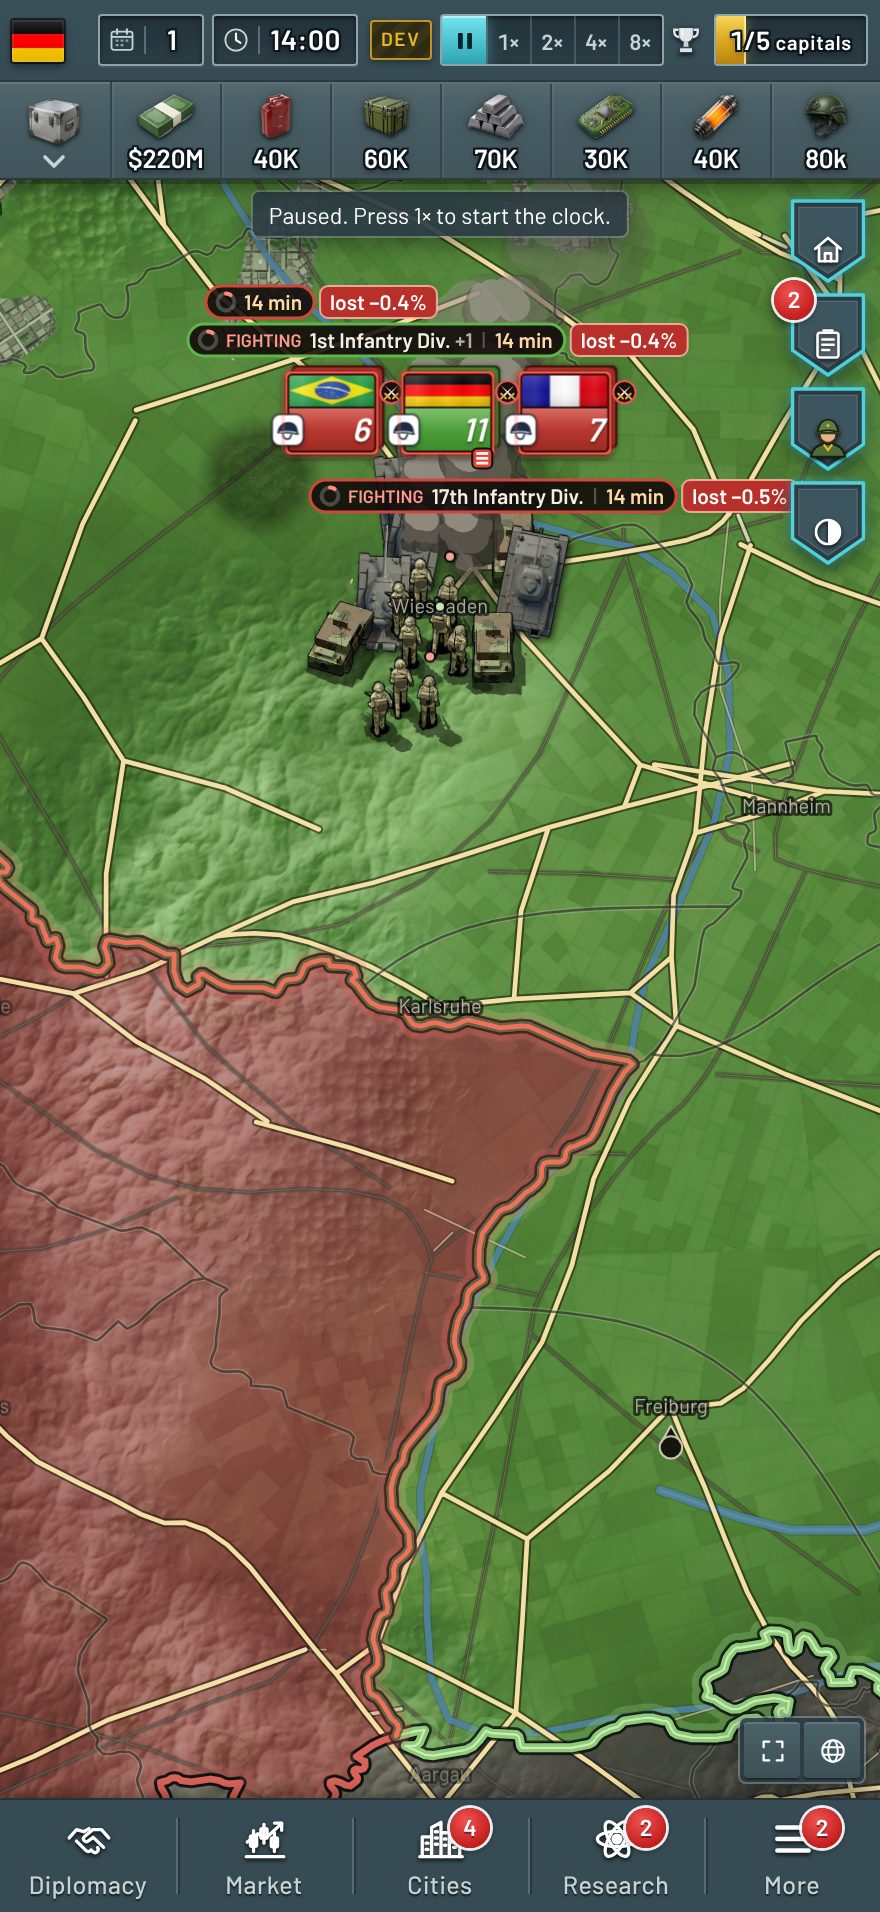 1
14:00
DEV
1×
2×
4×
8×
1/5 capitals
$220M
40K
60K
70K
30K
40K
80k
Paused. Press 1× to start the clock.
2
14 min
lost −0.4%
FIGHTING 1st Infantry Div. +1 | 14 min
lost −0.4%
6
11
7
FIGHTING 17th Infantry Div. | 14 min
lost −0.5%
Wiesbaden
Mannheim
Karlsruhe
e
s
Freiburg
Aargau
4
2
2
Diplomacy
Market
Cities
Research
More